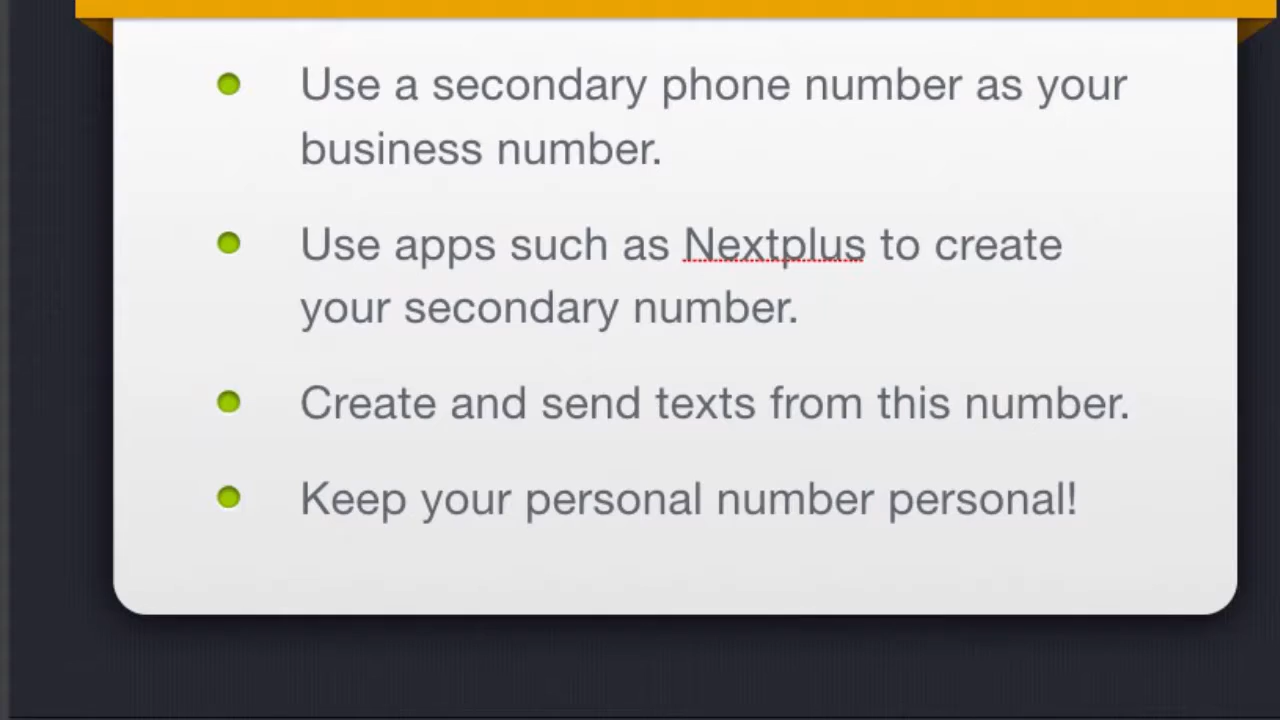 Use a secondary phone number as your
business number.
Use apps such as Nextplus to create
your secondary number.
Create and send texts from this number.
Keep your personal number personal!